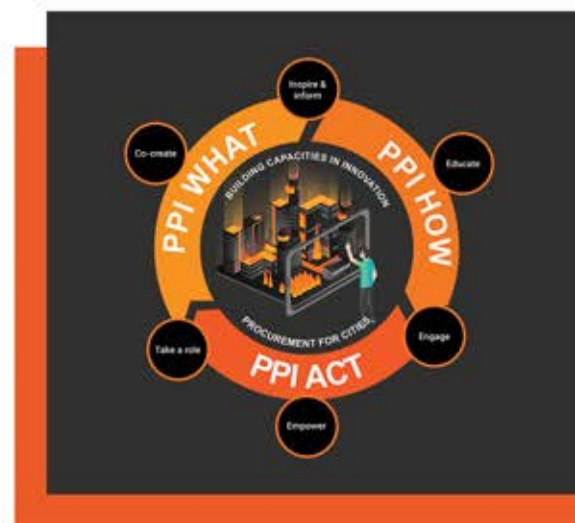 Inspire &
inform
Co-create
Educate
PPI WHAT
PPI HOW
BUILDING CAPACITIES IN INNOVATION
PROCUREMENT FOR CITIES
Take a role
Engage
PPI ACT
Empower